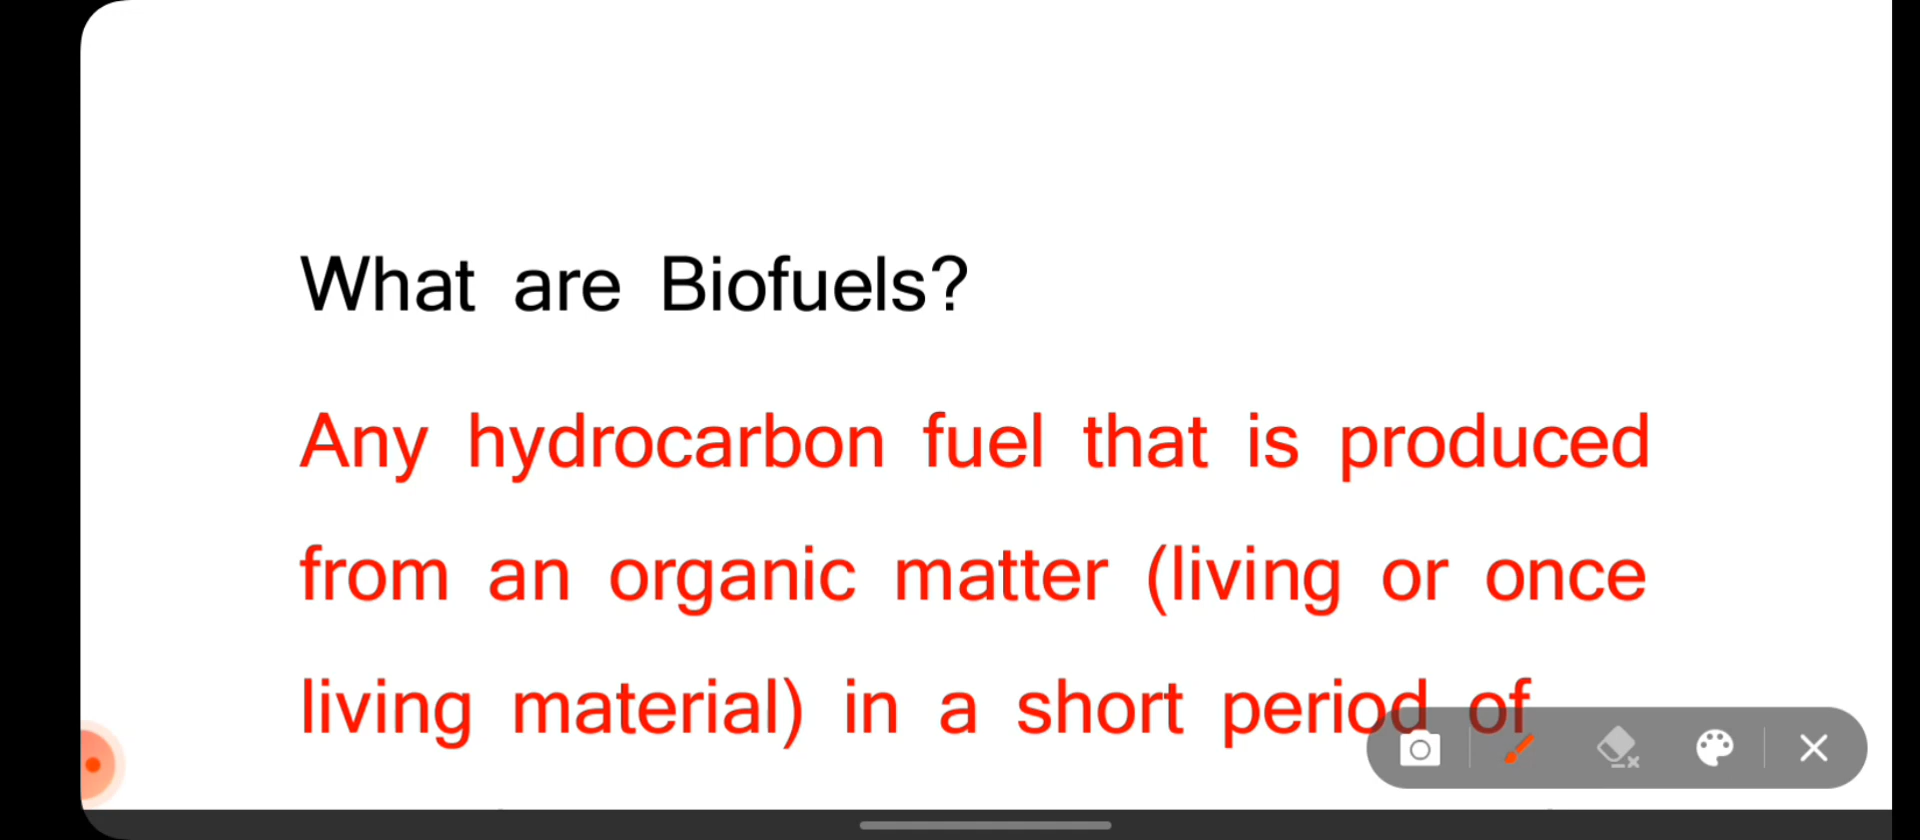 What are Biofuels?
Any hydrocarbon fuel that is produced
from an organic matter (living or once
living material) in a short period of